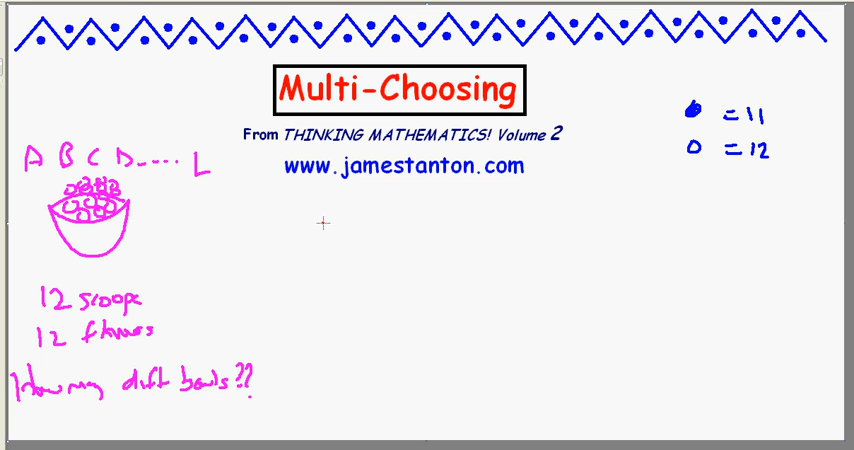 Multi-Choosing
From THINKING MATHEMATICS! Volume 2
www.jamestanton.com
= 11
0 = 12
A B C D.... L
12 scoops
12
How many diff bowls??